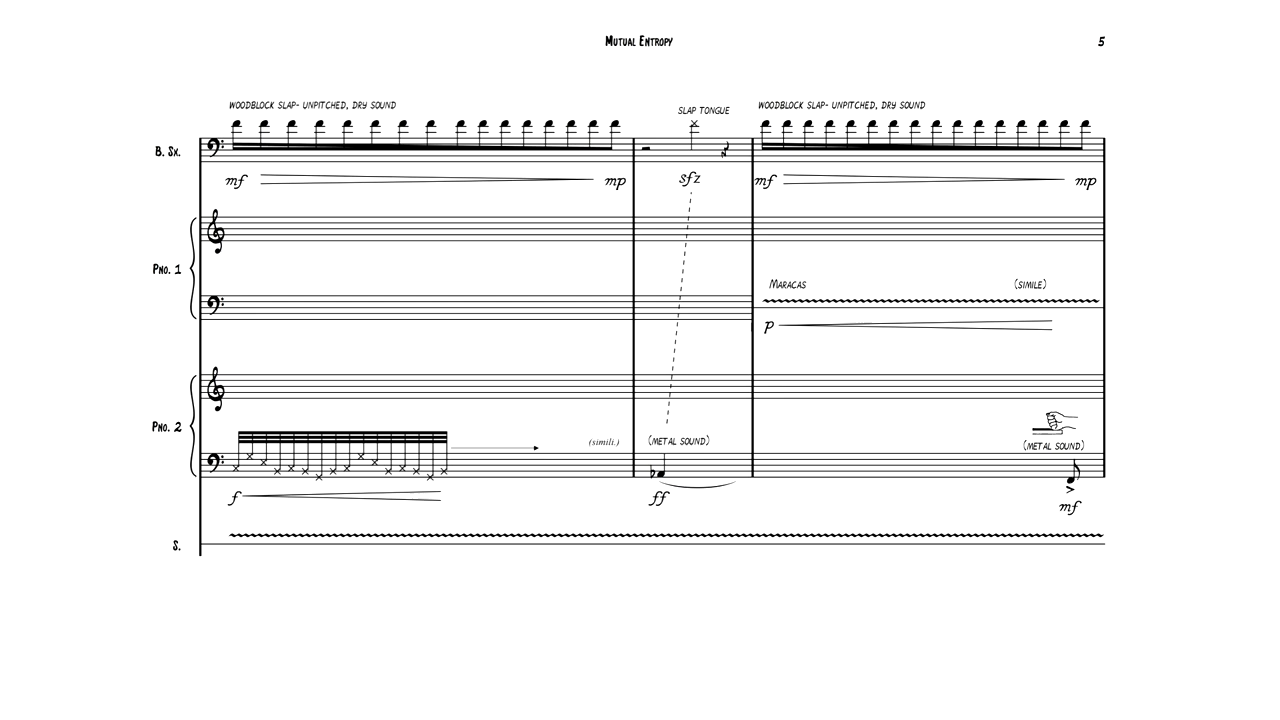 Mutual Entropy 5
WOODBLOCK SLAP- UNPITCHED, DRY SOUND SLAP TONGUE WOODBLOCK SLAP- UNPITCHED, DRY SOUND
B. Sx.
mf mp sfz mf mp
Pno. 1
Maracas (SIMILE)
p
Pno. 2
(simili.) (METAL SOUND) (METAL SOUND)
f ff mf
S.